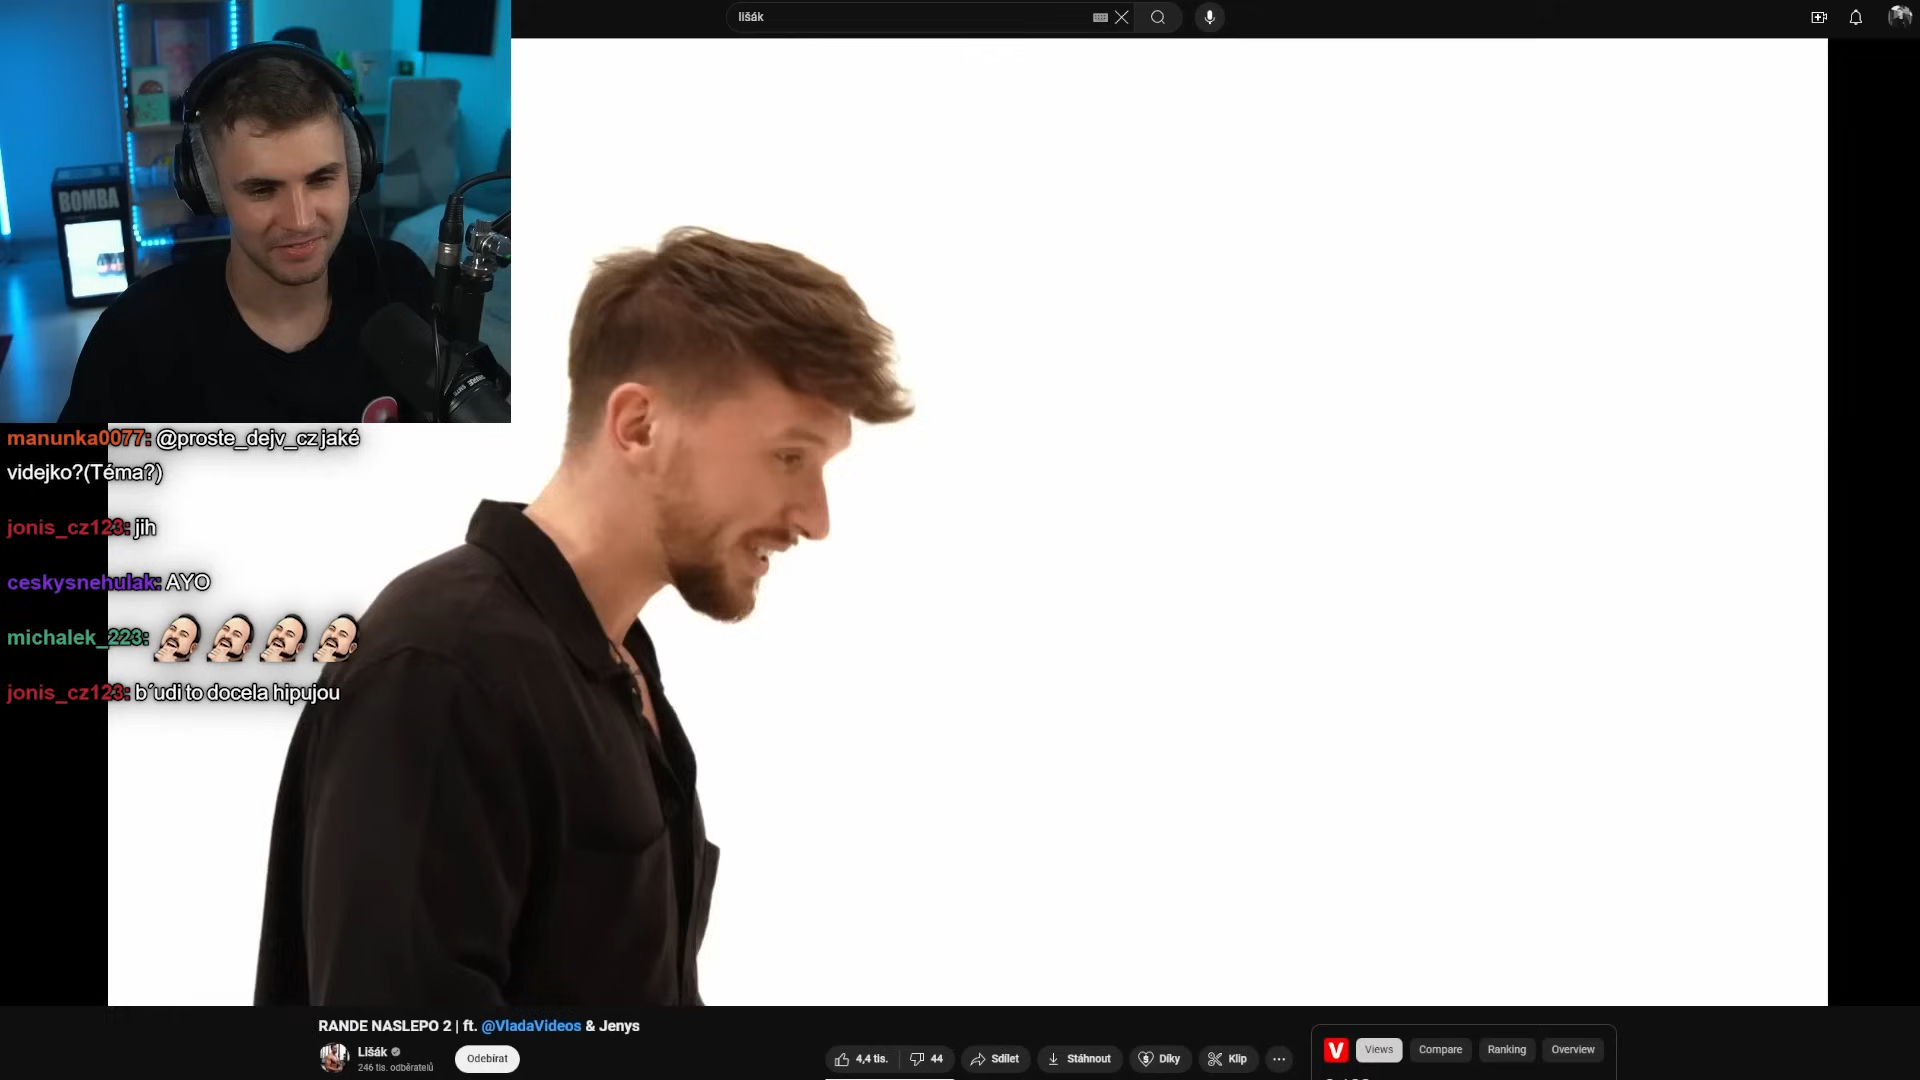 lišák
BOMBA
manunka0077: @proste_dejv_cz jaké
videjko?(Téma?)
jonis_cz123: jih
ceskysnehulak: AYO
michalek_223:
jonis_cz123: b´udi to docela hipujou
RANDE NASLEPO 2 | ft. @VladaVideos & Jenys
Lišák
246 tis. odběratelů
Odebírat
4,4 tis.
44
Sdílet
Stáhnout
Díky
Klip
V
Views
Compare
Ranking
Overview